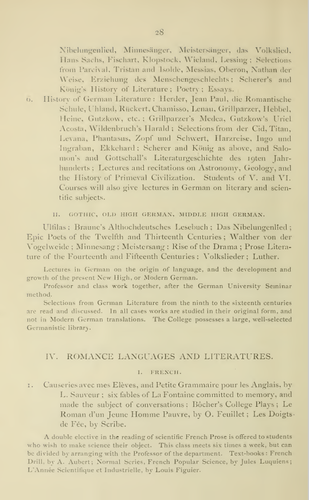 28
Nibelungenlied, Minnesänger, Meistersänger, das Volkslied,
Hans Sachs, Fischart, Klopstock, Wieland, Lessing: Selections
from Parcival, Tristan and Isolde, Messias, Oberon, Nathan der
Weise, Erziehung des Menschengeschlechts; Scherer's and
König's History of Literature; Poetry; Essays.
6. History of German Literature: Herder, Jean Paul, die Romantische
Schule, Uhland, Rückert, Chamisso, Lenau, Grillparzer, Hebbel,
Heine, Gutzkow, etc.; Grillparzer's Medea, Gutzkow's Uriel
Acosta, Wildenbruch's Harald; Selections from der Cid, Titan,
Levana, Phantasus, Zopf und Schwert, Harzreise, Ingo und
Ingraban, Ekkehard; Scherer and König as above, and Salo-
mon's and Gottschall's Literaturgeschichte des 19ten Jahr-
hunderts; Lectures and recitations on Astronomy, Geology, and
the History of Primeval Civilization. Students of V. and VI.
Courses will also give lectures in German on literary and scien-
tific subjects.
II. GOTHIC, OLD HIGH GERMAN, MIDDLE HIGH GERMAN.
Ulfilas: Braune's Althochdeutsches Lesebuch; Das Nibelungenlied;
Epic Poets of the Twelfth and Thirteenth Centuries; Walther von der
Vogelweide; Minnesang; Meistersang; Rise of the Drama; Prose Litera-
ture of the Fourteenth and Fifteenth Centuries; Volkslieder; Luther.
Lectures in German on the origin of language, and the development and
growth of the present New High, or Modern German.
Professor and class work together, after the German University Seminar
method.
Selections from German Literature from the ninth to the sixteenth centuries
are read and discussed. In all cases works are studied in their original form, and
not in Modern German translations. The College possesses a large, well-selected
Germanistic library.
IV. ROMANCE LANGUAGES AND LITERATURES.
I. FRENCH.
1. Causeries avec mes Elèves, and Petite Grammaire pour les Anglais, by
L. Sauveur; six fables of La Fontaine committed to memory, and
made the subject of conversations; Bôcher's College Plays; Le
Roman d'un Jeune Homme Pauvre, by O. Feuillet; Les Doigts
de Fée, by Scribe.
A double elective in the reading of scientific French Prose is offered to students
who wish to make science their object. This class meets six times a week, but can
be divided by arranging with the Professor of the department. Text-books: French
Drill, by A. Aubert; Normal Series, French Popular Science, by Jules Luquiens;
L'Année Scientifique et Industrielle, by Louis Figuier.